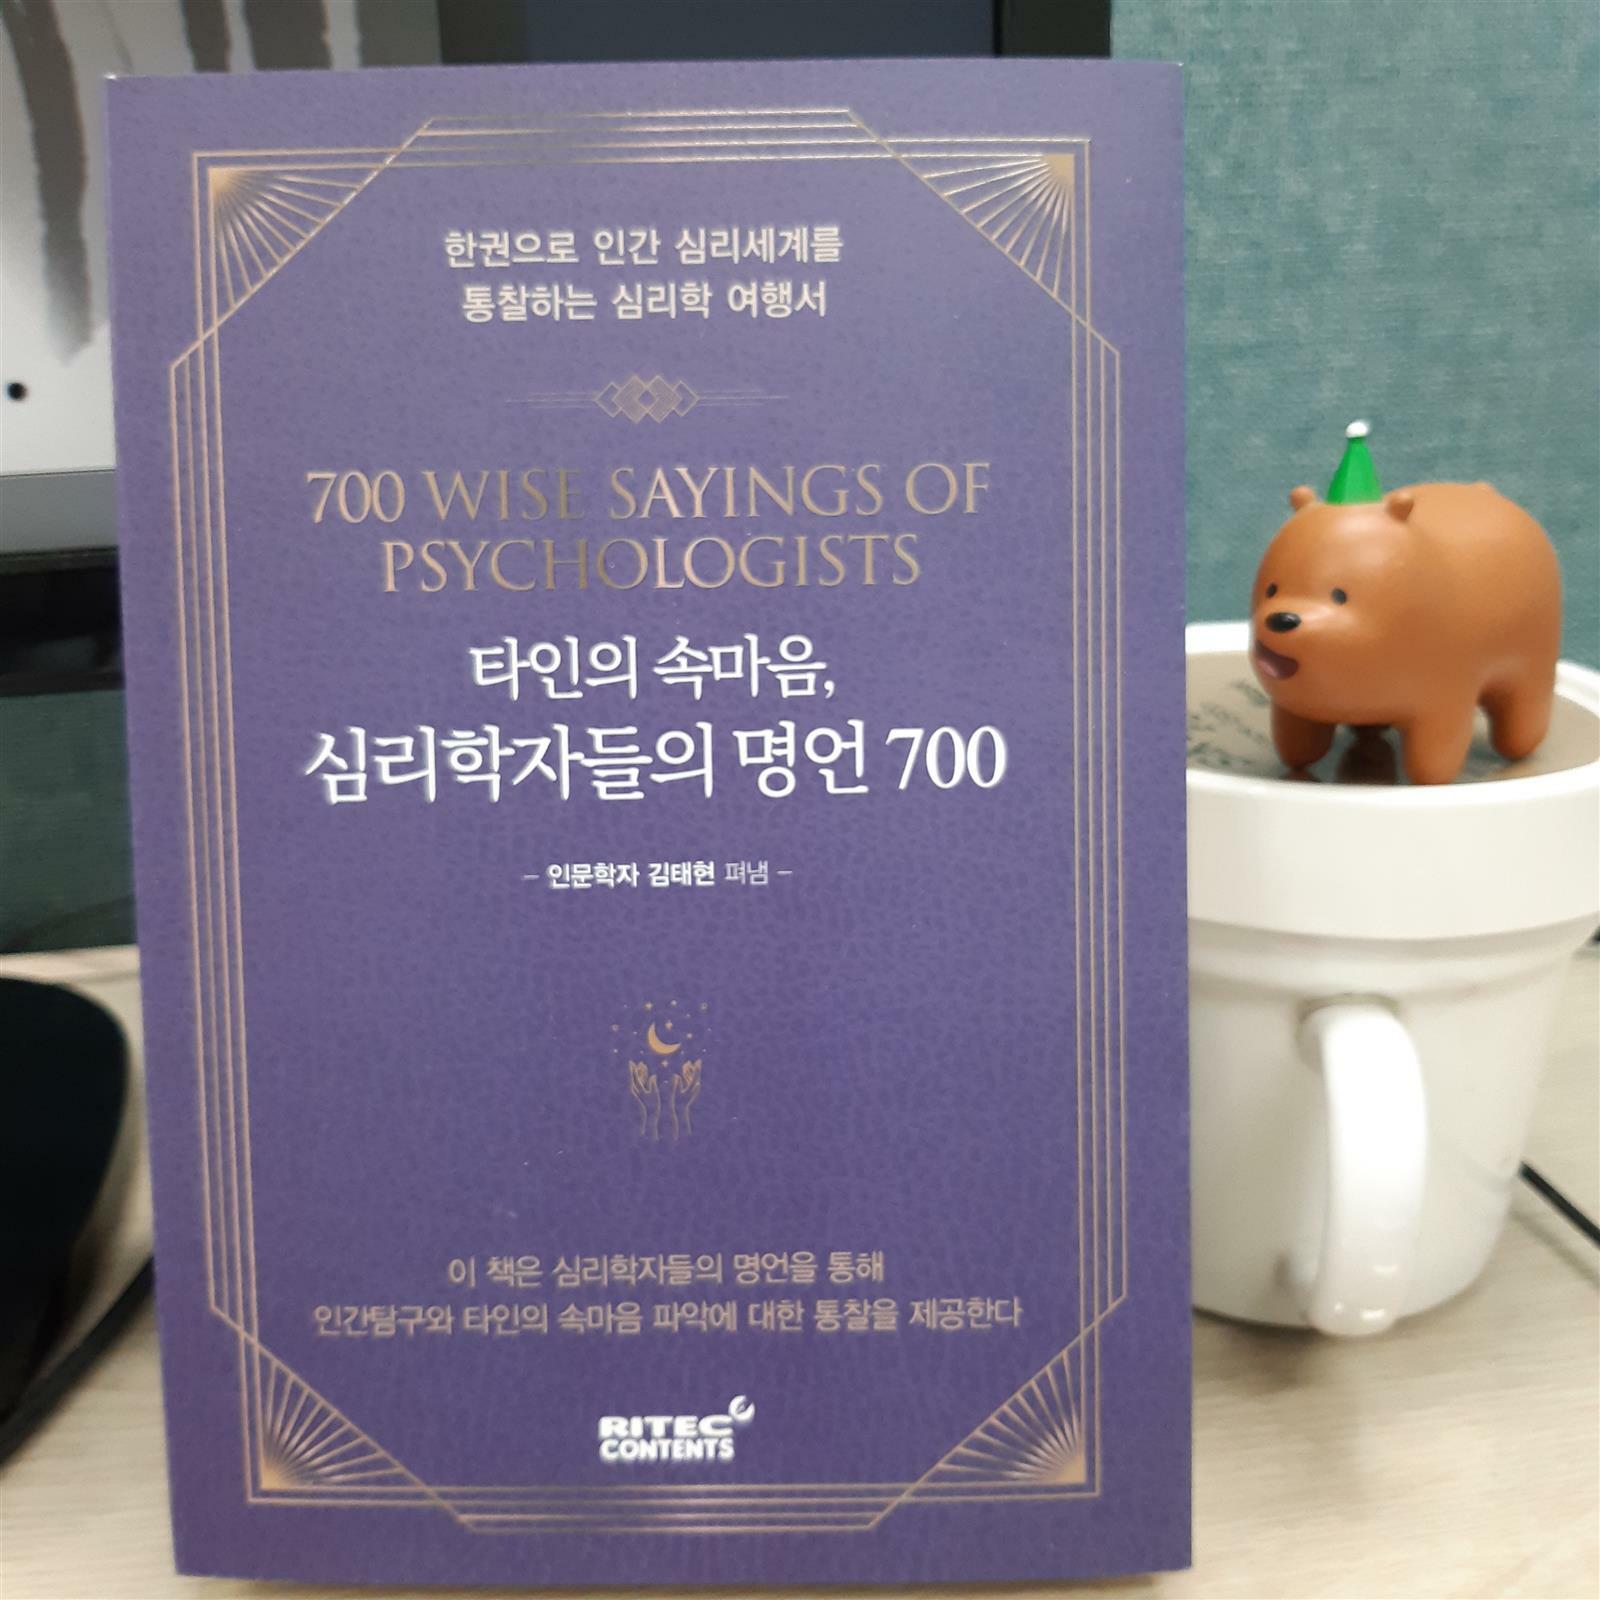 한권으로 인간 심리세계를
통찰하는 심리학 여행서
700 WISE SAYINGS OF
PSYCHOLOGISTS
타인의 속마음,
심리학자들의 명언 700
- 인문학자 김태현 펴냄 -
이 책은 심리학자들의 명언을 통해
인간탐구와 타인의 속마음 파악에 대한 통찰을 제공한다
RITEC
CONTENTS